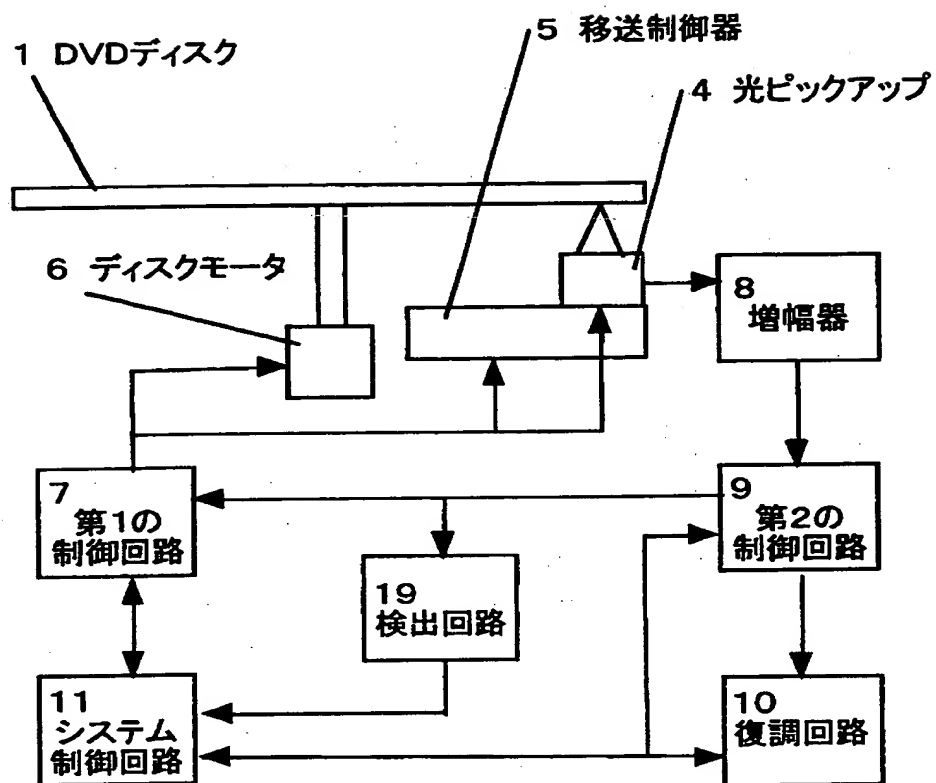 5 移送制御器
1 DVDディスク
4 光ピックアップ
6 ディスクモータ
8
増幅器
7
第1の
制御回路
9
第2の
制御回路
19
検出回路
11
システム
制御回路
10
復調回路